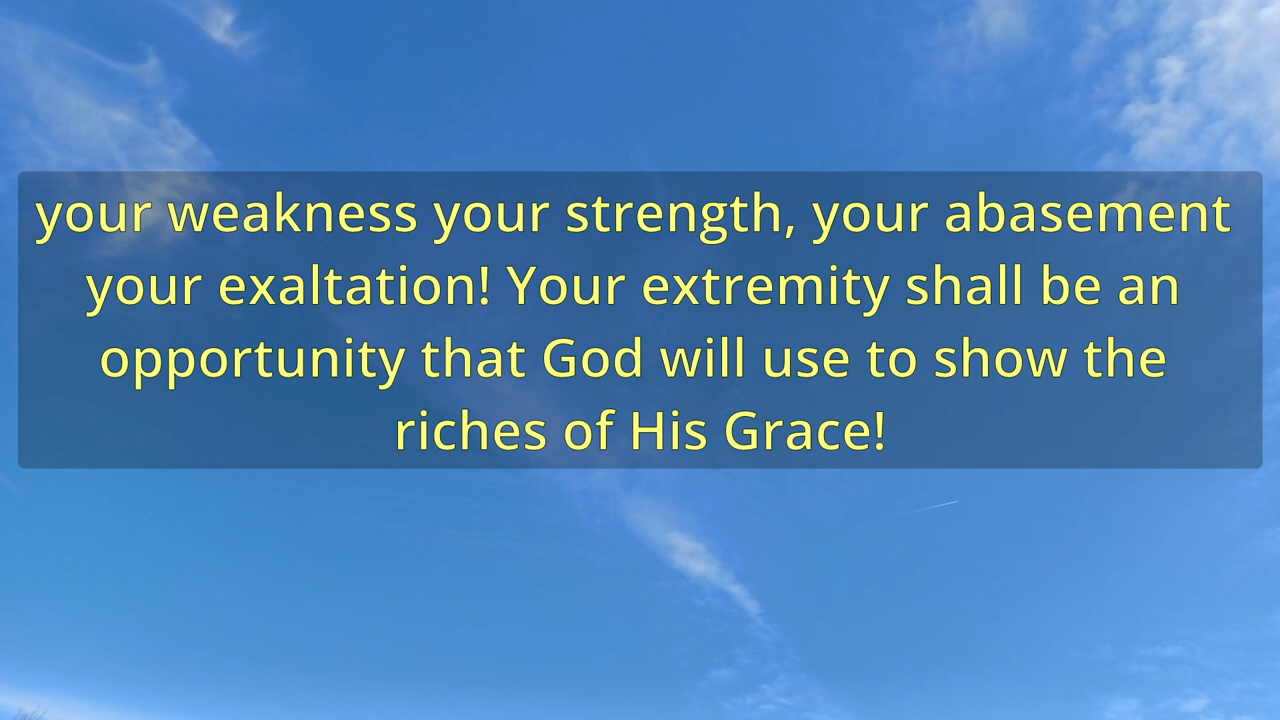 your weakness your strength, your abasement
your exaltation! Your extremity shall be an
opportunity that God will use to show the
riches of His Grace!